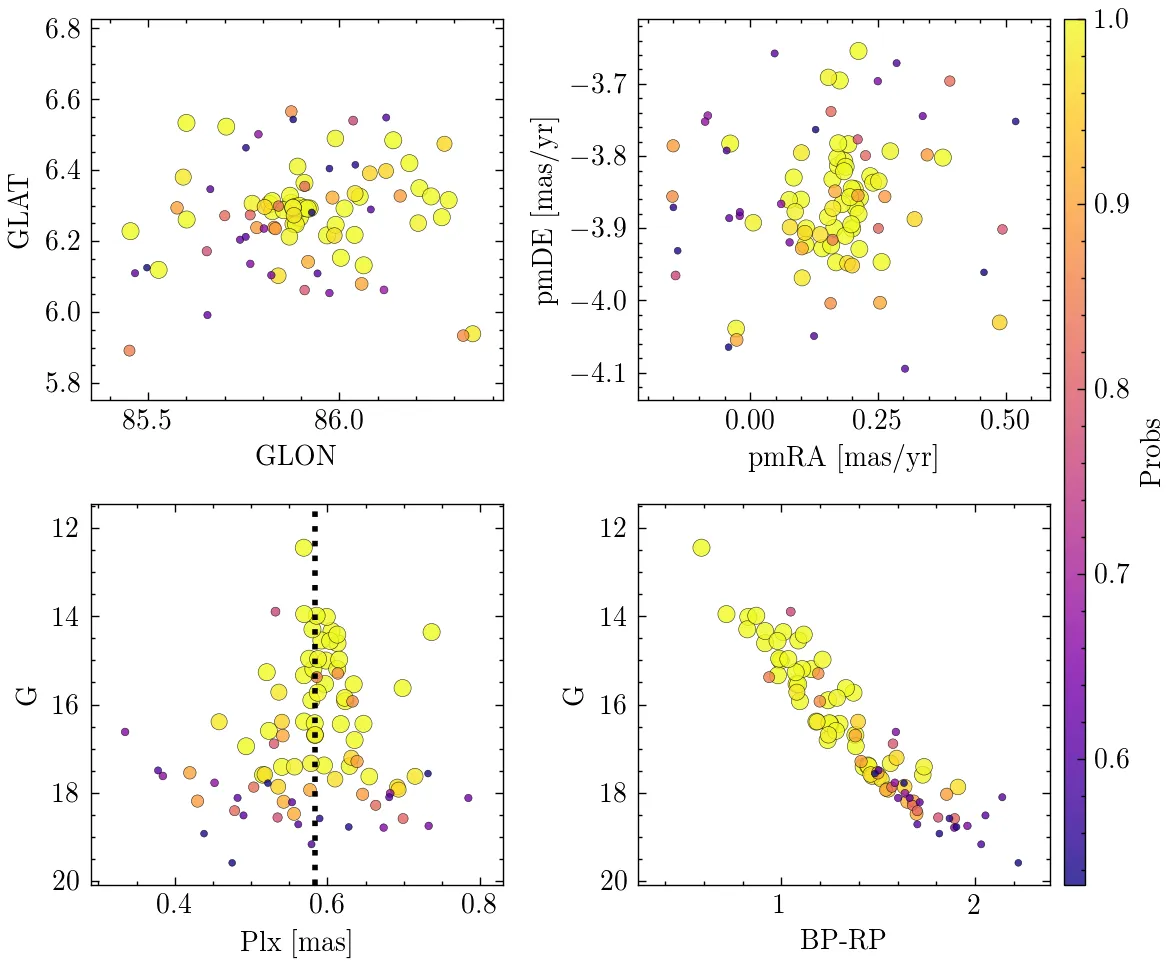 6.8
6.6
6.4
6.2
6.0
5.8
GLAT
85.5 86.0
GLON
−3.7
−3.8
−3.9
−4.0
−4.1
pmDE [mas/yr]
0.00 0.25 0.50
pmRA [mas/yr]
1.0
0.9
0.8
0.7
0.6
Probs
12
14
16
18
20
G
0.4 0.6 0.8
Plx [mas]
12
14
16
18
20
G
1 2
BP-RP